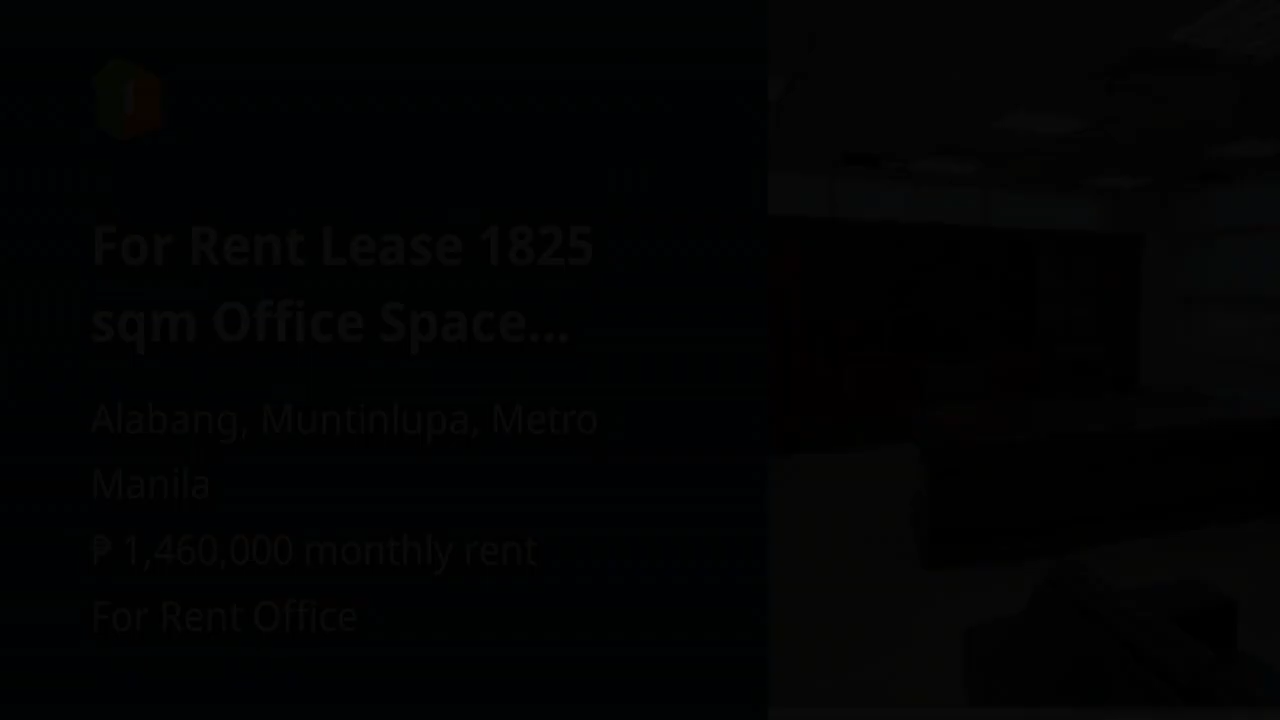 For Rent Lease 1825
sqm Office Space...
Alabang, Muntinlupa, Metro
Manila
₱ 1,460,000 monthly rent
For Rent Office